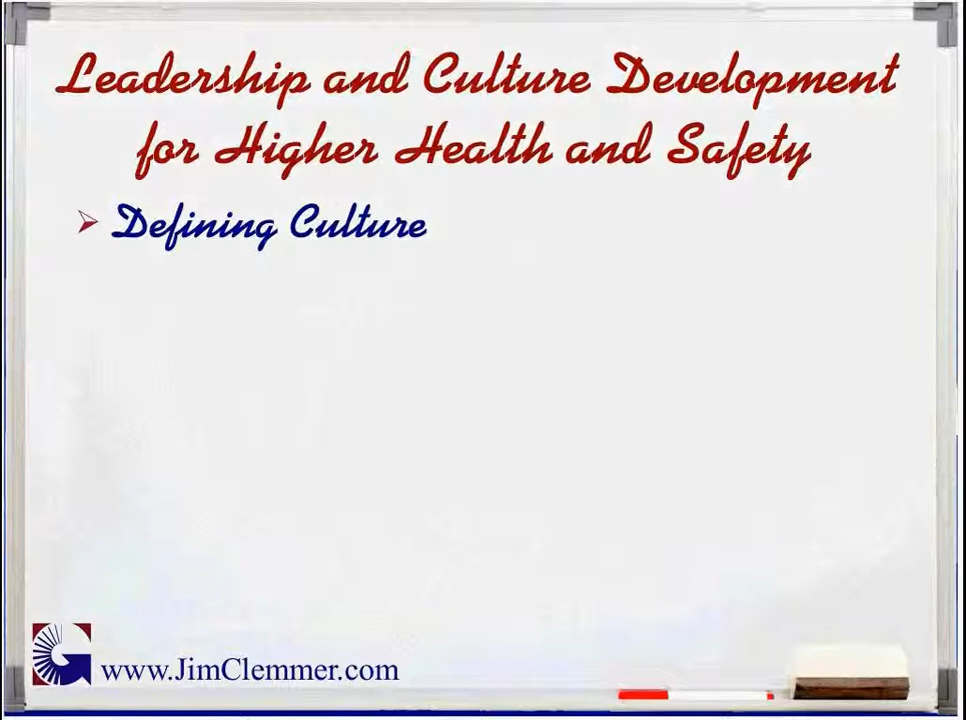 Leadership and Culture Development
for Higher Health and Safety
Defining Culture
www.JimClemmer.com